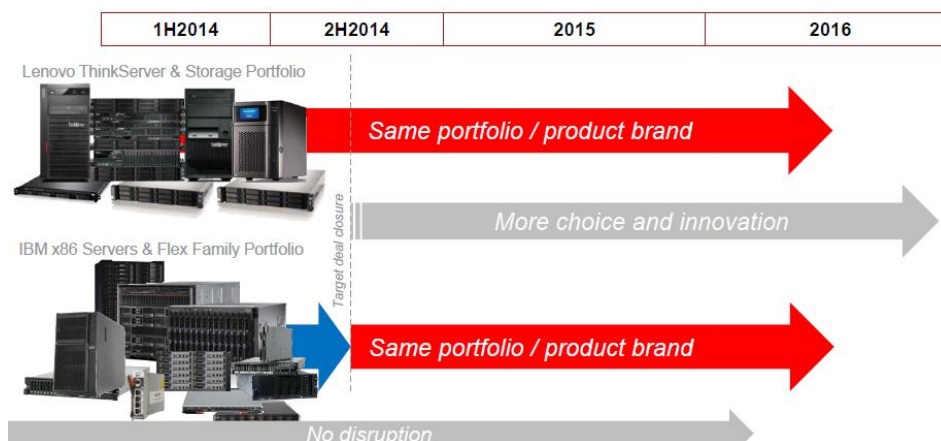 1H2014
2H2014
2015
2016
Lenovo ThinkServer & Storage Portfolio
Same portfolio / product brand
More choice and innovation
Target deal closure
IBM x86 Servers & Flex Family Portfolio
Same portfolio / product brand
No disruption